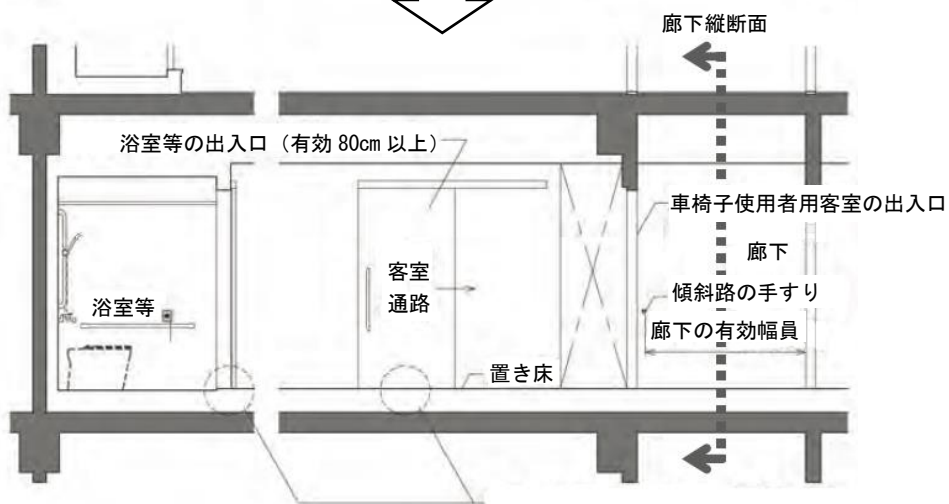 廊下縦断面
浴室等の出入口（有効 80cm 以上）
車椅子使用者用客室の出入口
客室
通路
廊下
浴室等
傾斜路の手すり
廊下の有効幅員
置き床